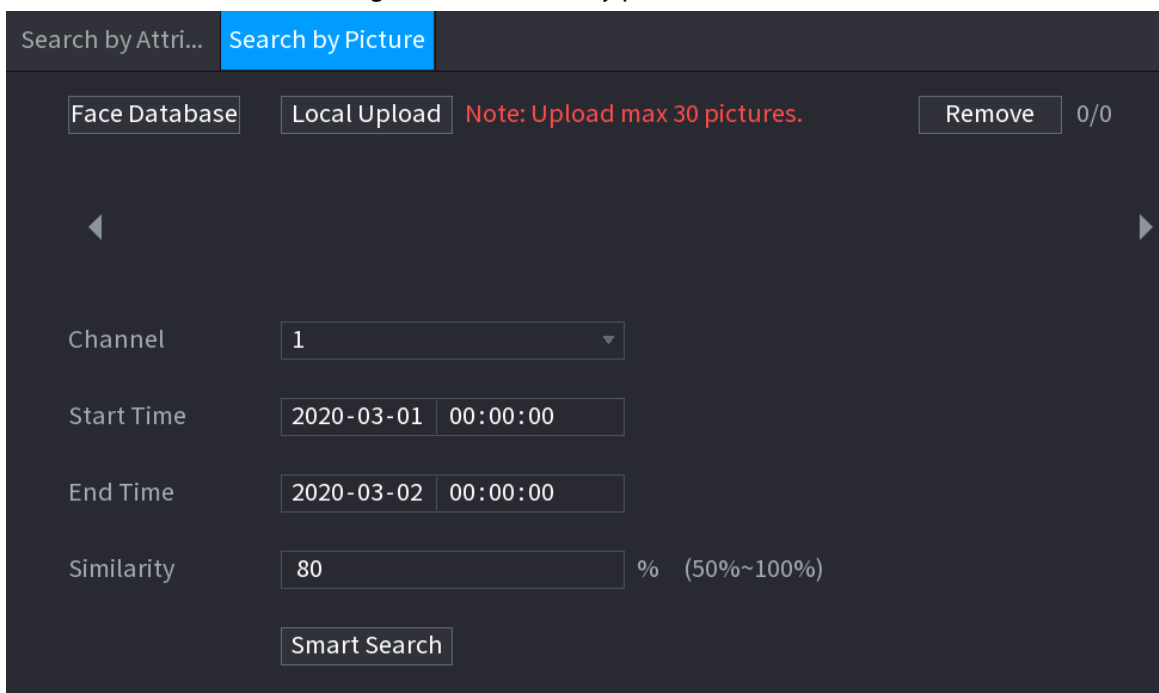 Search by Attri... Search by Picture
Face Database Local Upload Note: Upload max 30 pictures. Remove 0/0
Channel 1
Start Time 2020-03-01 00:00:00
End Time 2020-03-02 00:00:00
Similarity 80 % (50%~100%)
Smart Search